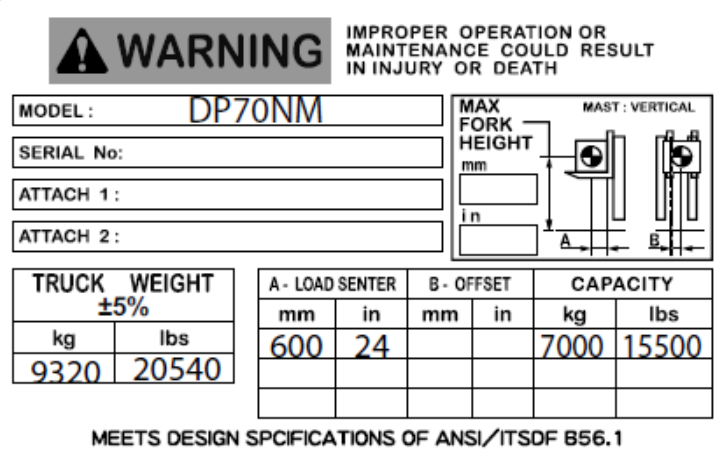 WARNING
IMPROPER OPERATION OR
MAINTENANCE COULD RESULT
IN INJURY OR DEATH
MODEL : DP70NM
SERIAL No:
ATTACH 1 :
ATTACH 2 :
MAX
FORK
HEIGHT
mm
in
MAST : VERTICAL
A
B
TRUCK WEIGHT
±5%
kg lbs
9320 20540
A - LOAD SENTER B - OFFSET CAPACITY
mm in mm in kg lbs
600 24 7000 15500
MEETS DESIGN SPCIFICATIONS OF ANSI/ITSDF B56.1